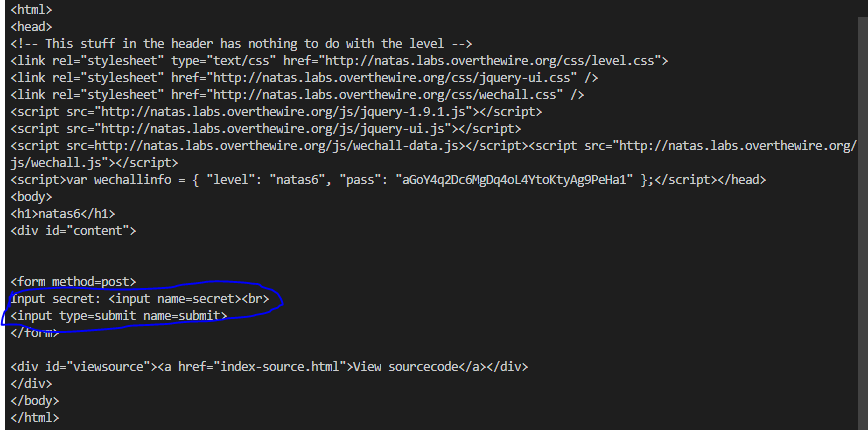 <html>
<head>
<!-- This stuff in the header has nothing to do with the level -->
<link rel="stylesheet" type="text/css" href="http://natas.labs.overthewire.org/css/level.css">
<link rel="stylesheet" href="http://natas.labs.overthewire.org/css/jquery-ui.css" />
<link rel="stylesheet" href="http://natas.labs.overthewire.org/css/wechall.css" />
<script src="http://natas.labs.overthewire.org/js/jquery-1.9.1.js"></script>
<script src="http://natas.labs.overthewire.org/js/jquery-ui.js"></script>
<script src=http://natas.labs.overthewire.org/js/wechall-data.js></script><script src="http://natas.labs.overthewire.org/
js/wechall.js"></script>
<script>var wechallinfo = { "level": "natas6", "pass": "aGoY4q2Dc6MgDq4oL4YtoKtyAg9PeHa1" };</script></head>
<body>
<h1>natas6</h1>
<div id="content">
<form method=post>
Input secret: <input name=secret><br>
<input type=submit name=submit>
</form>
<div id="viewsource"><a href="index-source.html">View sourcecode</a></div>
</div>
</body>
</html>